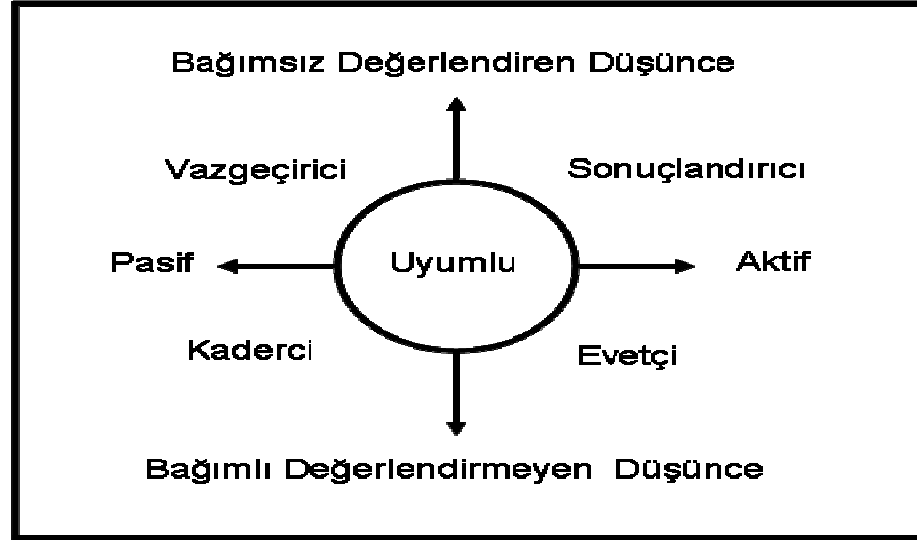 Bağımsız Değerlendiren Düşünce
Vazgeçirici Sonuçlandırıcı
Pasif Uyumlu Aktif
Kaderci Evetçi
Bağımlı Değerlendirmeyen Düşünce